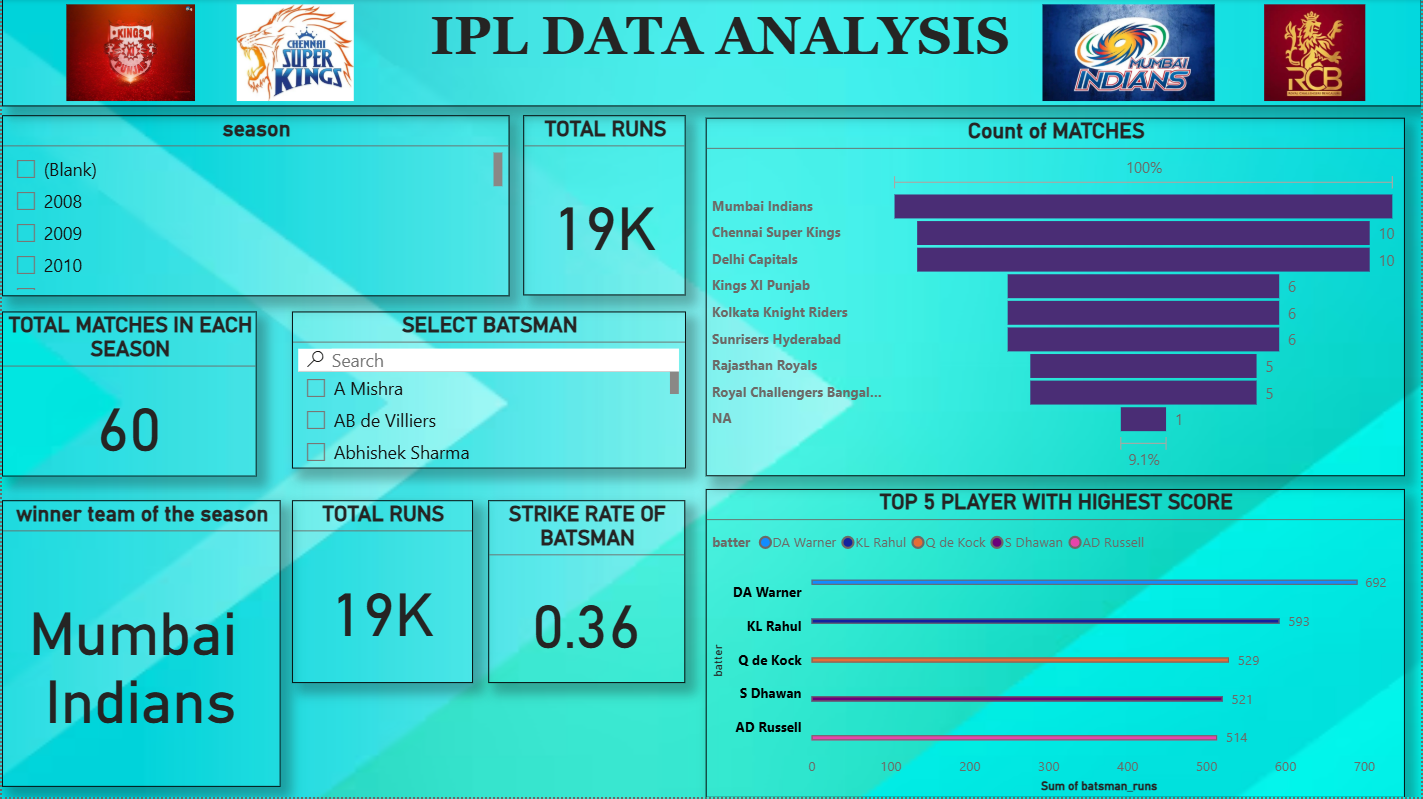 KINGS
PUNJAB
CHENNAI
SUPER
KINGS
IPL DATA ANALYSIS
MUMBAI
INDIANS
RCB
season
(Blank)
2008
2009
2010
TOTAL RUNS
19K
Count of MATCHES
100%
Mumbai Indians
Chennai Super Kings 10
Delhi Capitals 10
Kings XI Punjab 6
Kolkata Knight Riders 6
Sunrisers Hyderabad 6
Rajasthan Royals 5
Royal Challengers Bangal... 5
NA 1
9.1%
TOTAL MATCHES IN EACH
SEASON
60
SELECT BATSMAN
Search
A Mishra
AB de Villiers
Abhishek Sharma
winner team of the season
Mumbai
Indians
TOTAL RUNS
19K
STRIKE RATE OF
BATSMAN
0.36
TOP 5 PLAYER WITH HIGHEST SCORE
batter DA Warner KL Rahul Q de Kock S Dhawan AD Russell
batter
DA Warner 692
KL Rahul 593
Q de Kock 529
S Dhawan 521
AD Russell 514
0 100 200 300 400 500 600 700
Sum of batsman_runs